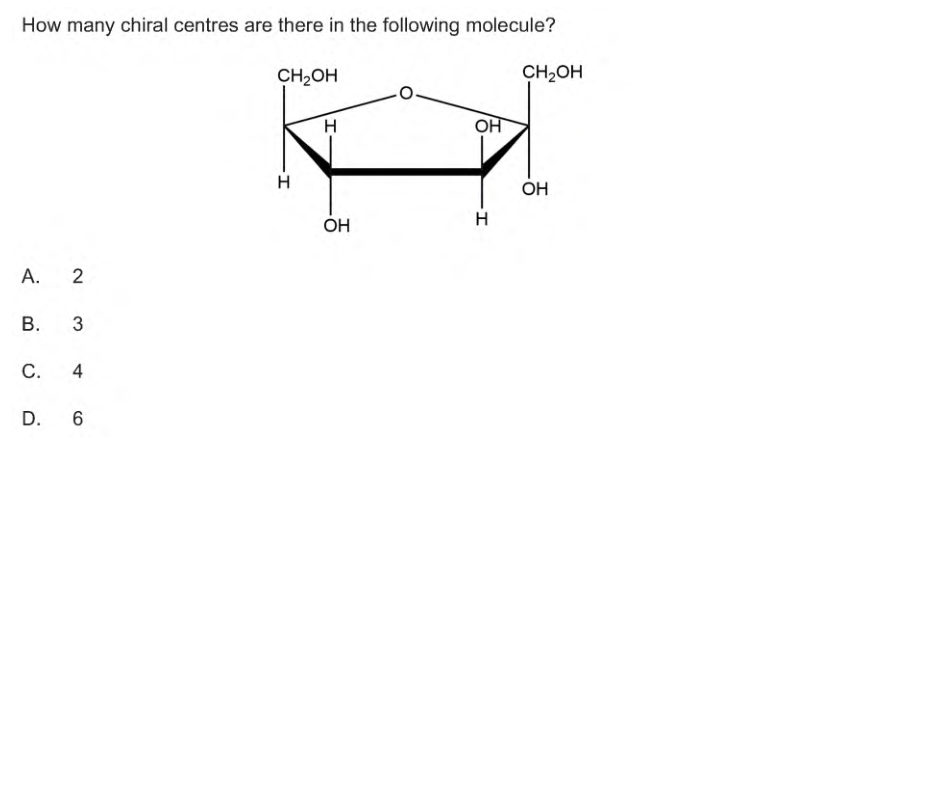 How many chiral centres are there in the following molecule?
CH₂OH CH₂OH
O
H OH
H OH
OH H
A. 2
B. 3
C. 4
D. 6